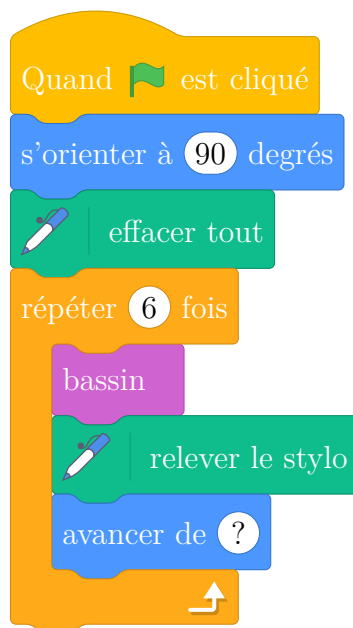 Quand est cliqué
s'orienter à 90 degrés
effacer tout
répéter 6 fois
bassin
relever le stylo
avancer de ?